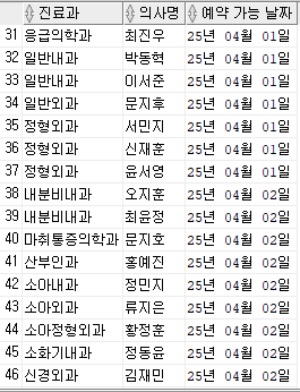 진료과 의사명 예약 가능 날짜
31 응급의학과 최진우 25년 04월 01일
32 일반내과 박동혁 25년 04월 01일
33 일반내과 이서준 25년 04월 01일
34 일반외과 문지후 25년 04월 01일
35 정형외과 서민지 25년 04월 01일
36 정형외과 신재훈 25년 04월 01일
37 정형외과 윤서영 25년 04월 01일
38 내분비내과 오지훈 25년 04월 02일
39 내분비내과 최윤정 25년 04월 02일
40 마취통증의학과 문지호 25년 04월 02일
41 산부인과 홍예진 25년 04월 02일
42 소아내과 정민지 25년 04월 02일
43 소아외과 류지은 25년 04월 02일
44 소아정형외과 황정훈 25년 04월 02일
45 소화기내과 정동윤 25년 04월 02일
46 신경외과 김재민 25년 04월 02일